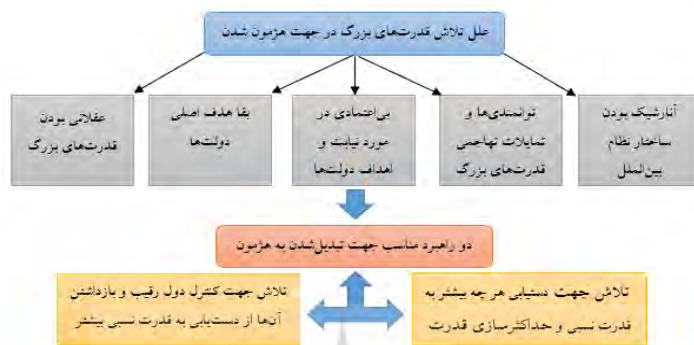 علل تلاش قدرت‌های بزرگ در جهت هژمون شدن
آنارشیک بودن
ساختار نظام
بین‌الملل
توانمندی‌ها و
تمایلات تهاجمی
قدرت‌های بزرگ
بی‌اعتمادی در
مورد نیات و
اهداف دولت‌ها
بقا هدف اصلی
دولت‌ها
عقلانی بودن
قدرت‌های بزرگ
دو راهبرد مناسب جهت تبدیل‌شدن به هژمون
تلاش جهت دستیابی هر چه بیشتر به
قدرت نسبی و حداکثرسازی قدرت
تلاش جهت کنترل دول رقیب و بازداشتن
آن‌ها از دست‌یابی به قدرت نسبی بیشتر